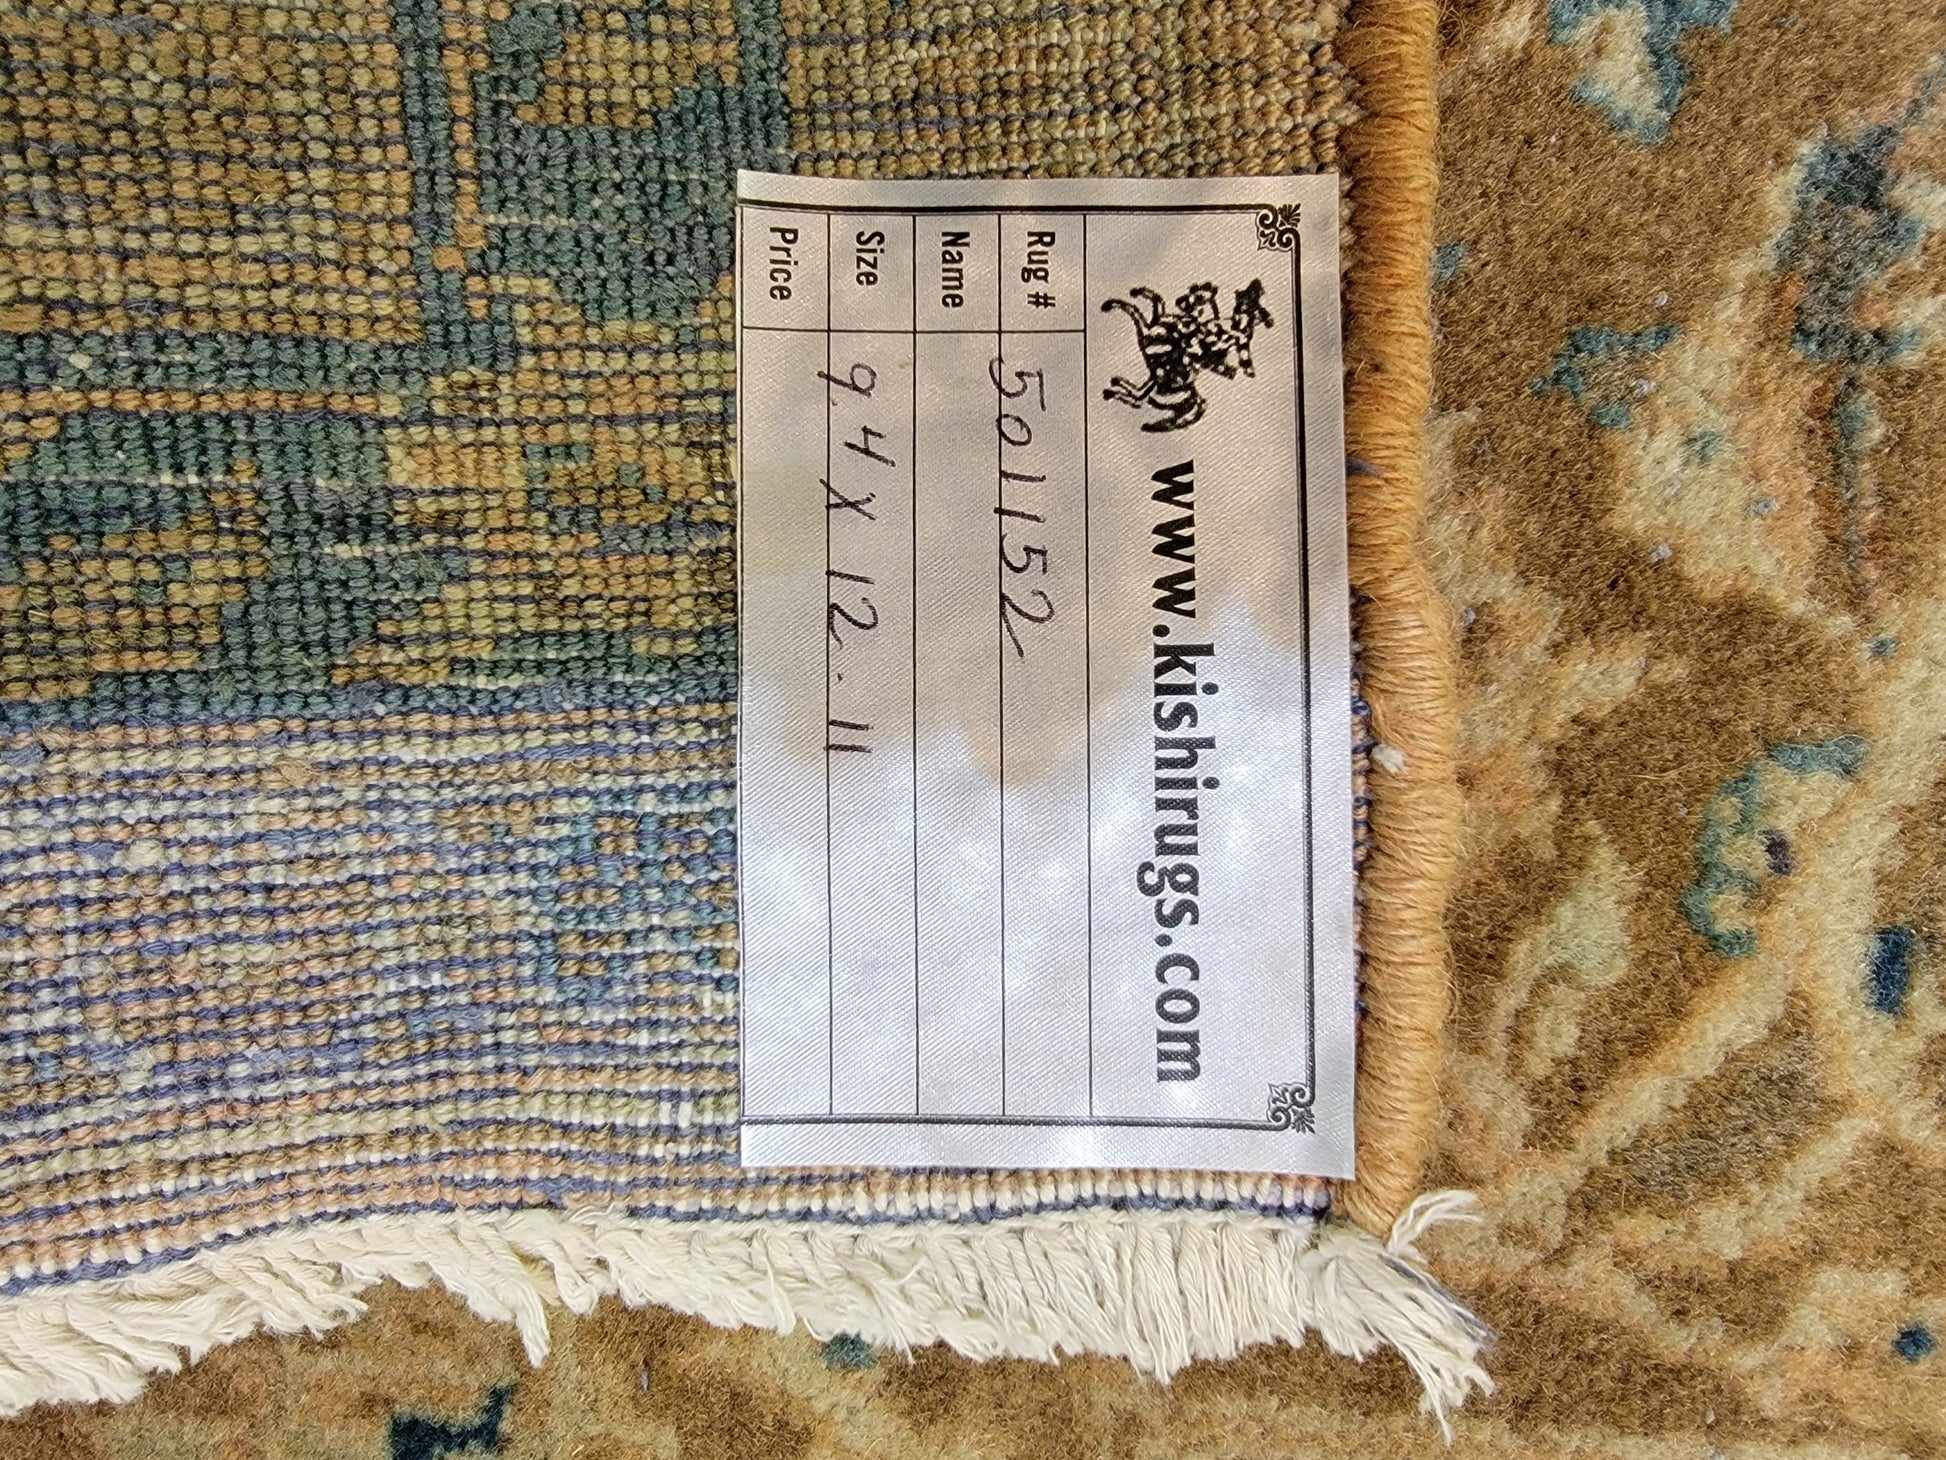 www.kishirugs.com
Rug # 501152
Name
Size 9.4 X 12.11
Price